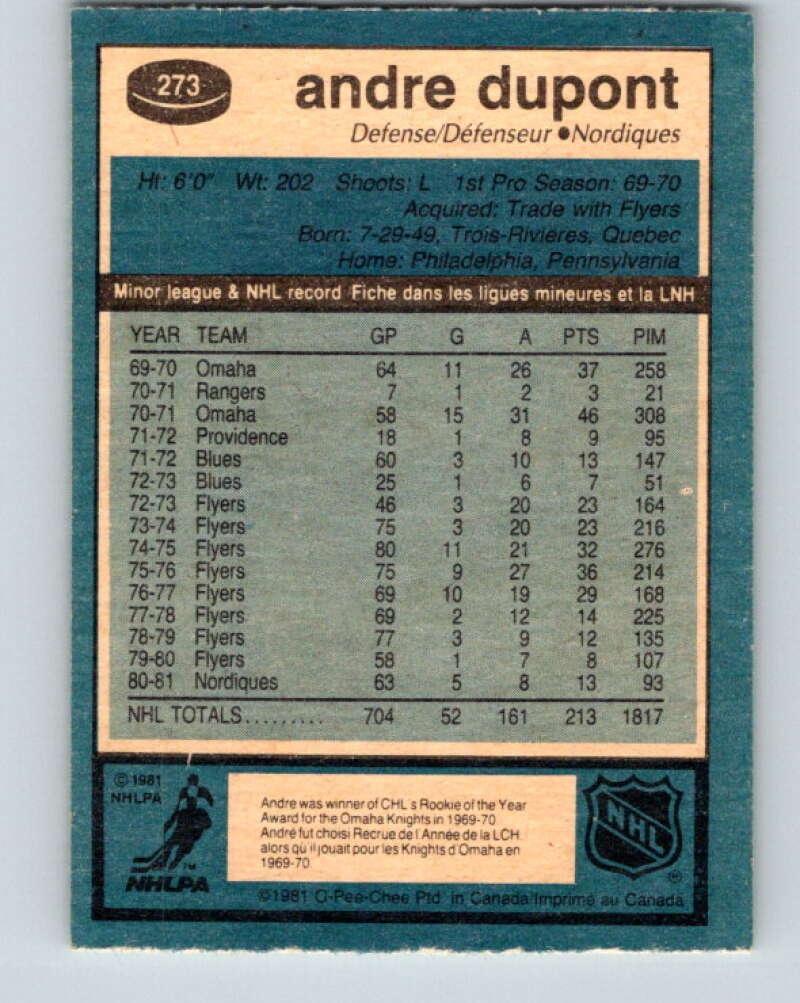 273
andre dupont
Defense/Défenseur ●Nordiques
Ht: 6'0" Wt: 202 Shoots: L 1st Pro Season: 69-70
Acquired: Trade with Flyers
Born: 7-29-49, Trois-Rivières, Quebec
Home: Philadelphia, Pennsylvania
Minor league & NHL record Fiche dans les ligues mineures et la LNH
YEAR TEAM GP G A PTS PIM
69-70 Omaha 64 11 26 37 258
70-71 Rangers 7 1 2 3 21
70-71 Omaha 58 15 31 46 308
71-72 Providence 18 1 8 9 95
71-72 Blues 60 3 10 13 147
72-73 Blues 25 1 6 7 51
72-73 Flyers 46 3 20 23 164
73-74 Flyers 75 3 20 23 216
74-75 Flyers 80 11 21 32 276
75-76 Flyers 75 9 27 36 214
76-77 Flyers 69 10 19 29 168
77-78 Flyers 69 2 12 14 225
78-79 Flyers 77 3 9 12 135
79-80 Flyers 58 1 7 8 107
80-81 Nordiques 63 5 8 13 93
NHL TOTALS......... 704 52 161 213 1817
© 1981
NHLPA
TM
NHLPA
Andre was winner of CHL's Rookie of the Year
Award for the Omaha Knights in 1969-70
André fut choisi Recrue de l'Année de la LCH
alors qu'il jouait pour les Knights d'Omaha en
1969-70
NHL
©1981 O-Pee-Chee Ptd. in Canada/Imprimé au Canada